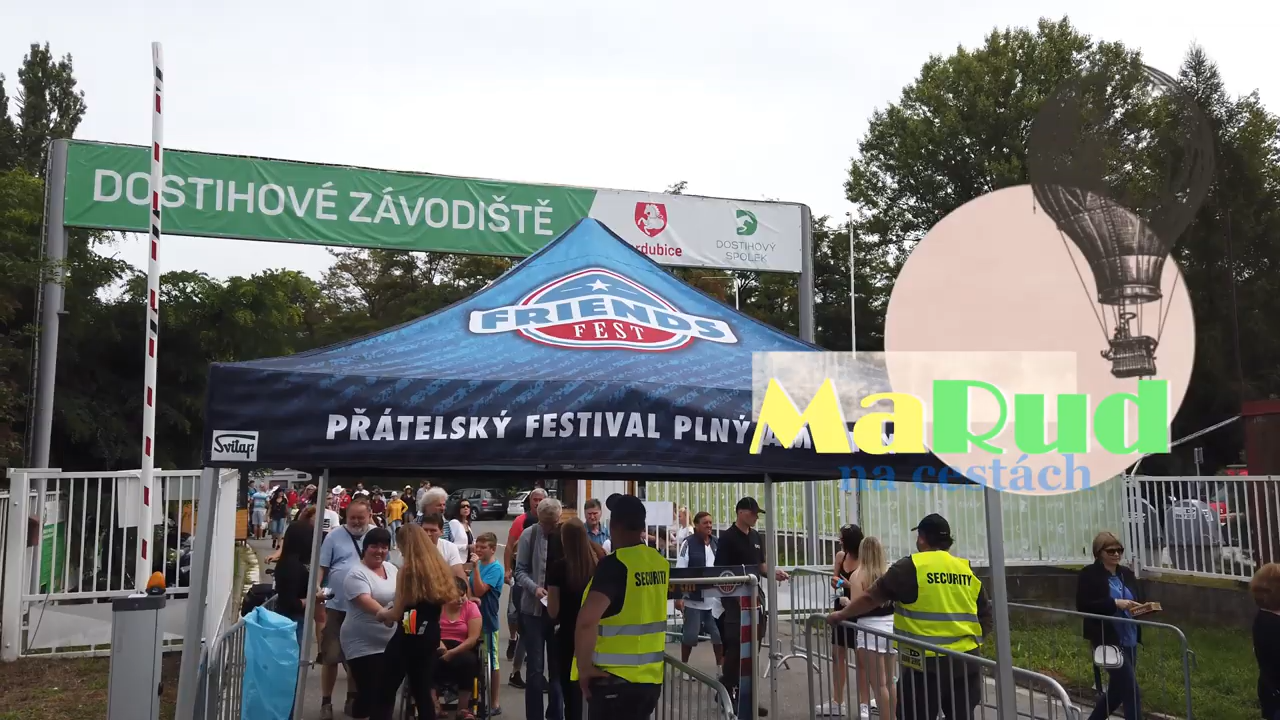 DOSTIHOVÉ ZÁVODIŠTĚ
rdubice
DOSTIHOVÝ
SPOLEK
FRIENDS
FEST
PŘÁTELSKÝ FESTIVAL PLNÝ
Svitap
MaRud
na cestách
SECURITY
SECURITY